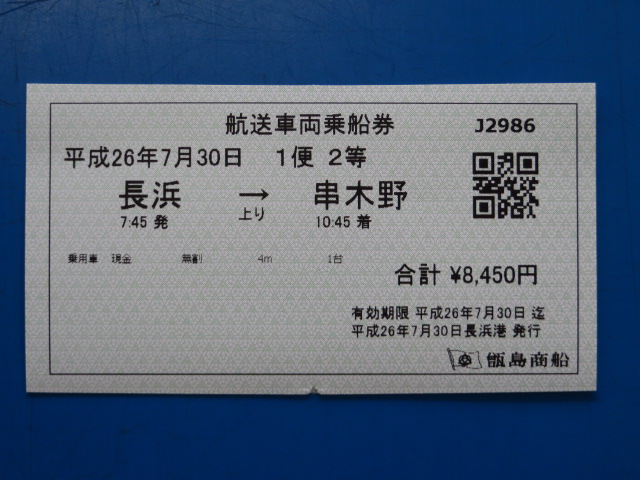 航送車両乗船券 J2986
平成26年7月30日 1便 2等
長浜 → 串木野
7:45 発 上り 10:45 着
乗用車 現金 無割 4m 1台
合計 ¥8,450円
有効期限 平成26年7月30日 迄
平成26年7月30日長浜港 発行
甑島商船